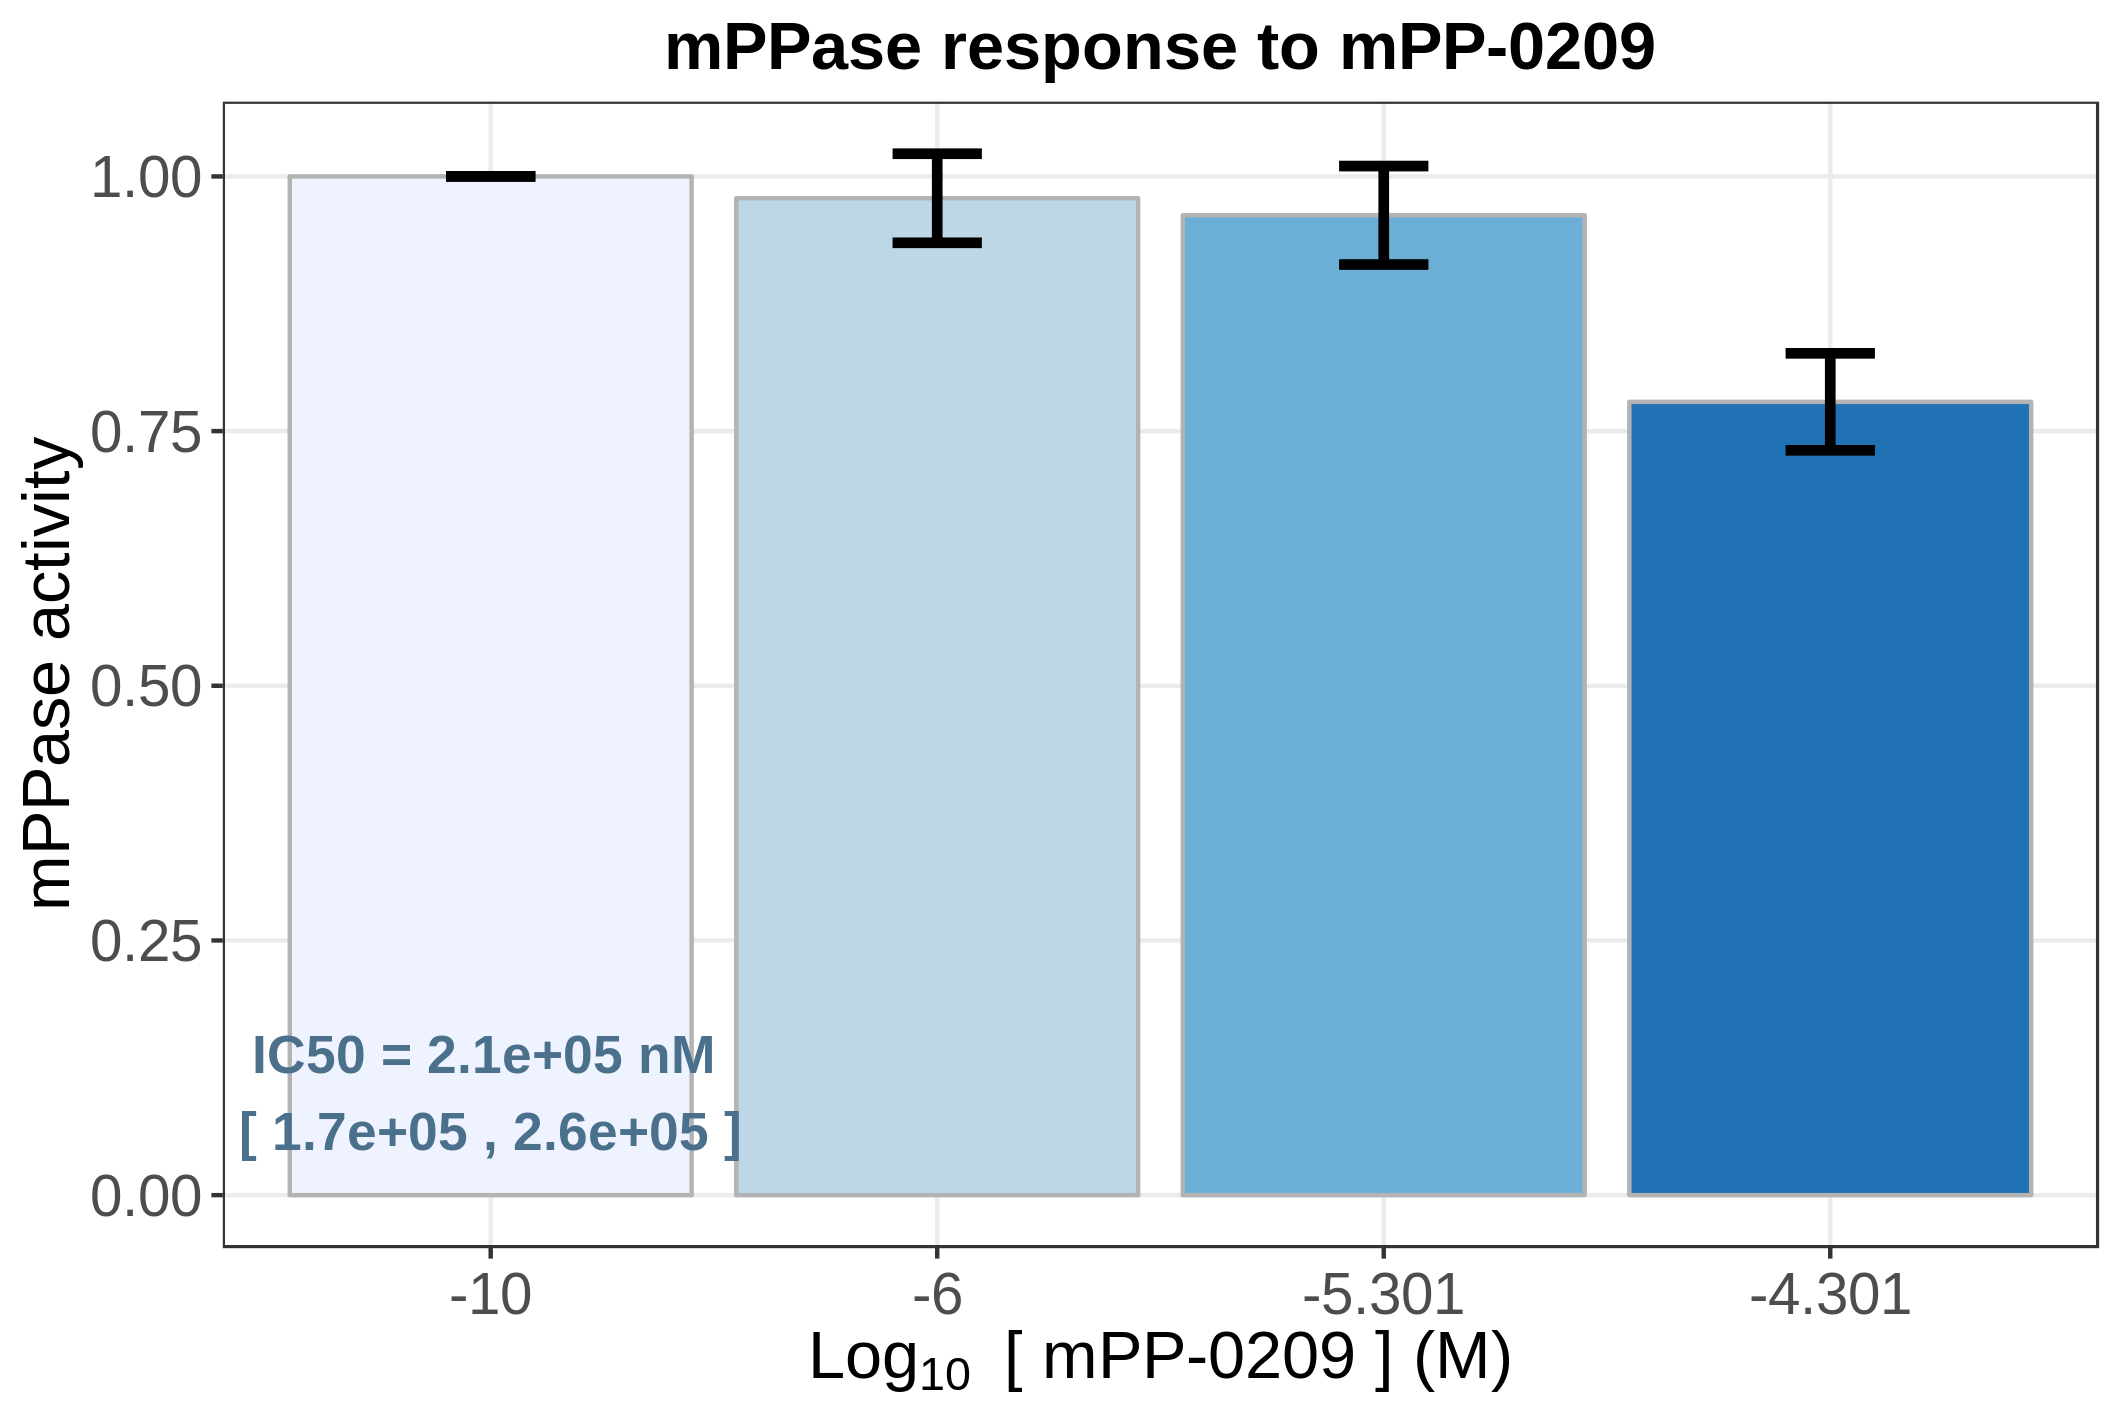 mPPase response to mPP-0209
mPPase activity
1.00
0.75
0.50
0.25
0.00
IC50 = 2.1e+05 nM
[ 1.7e+05 , 2.6e+05 ]
-10 -6 -5.301 -4.301
Log₁₀ [ mPP-0209 ] (M)